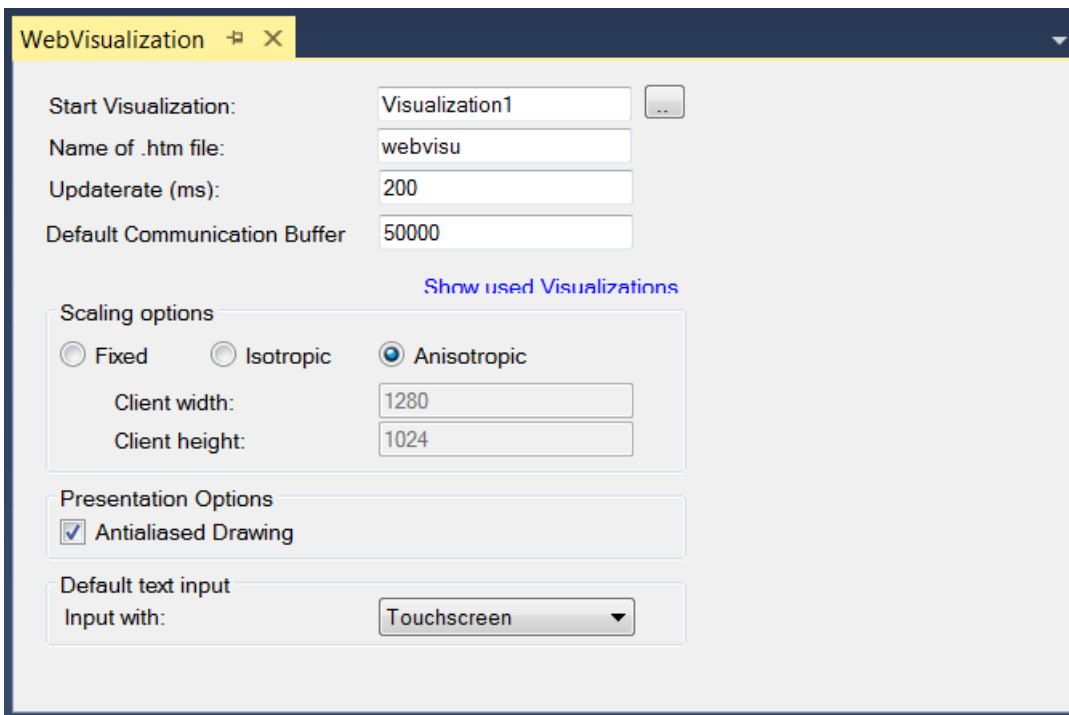 WebVisualization
Start Visualization: Visualization1 ..
Name of .htm file: webvisu
Updaterate (ms): 200
Default Communication Buffer 50000
Show used Visualizations
Scaling options
Fixed Isotropic Anisotropic
Client width: 1280
Client height: 1024
Presentation Options
Antialiased Drawing
Default text input
Input with: Touchscreen